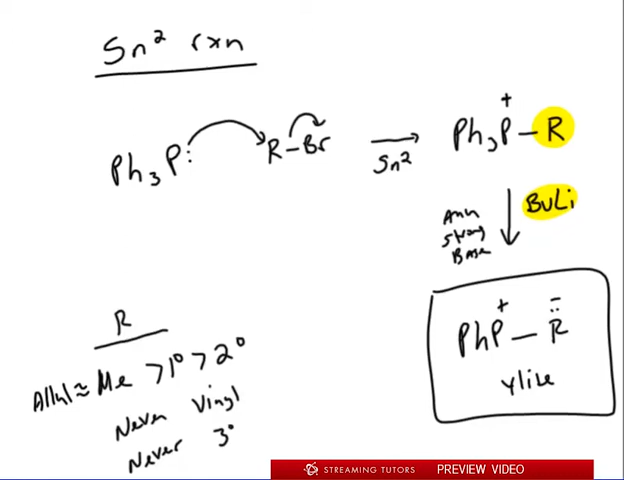 Sn² rxn
Ph₃P: R–Br Sn² Ph₃P⁺–R
BuLi
Any
Strong
Base
PhP⁺–R̈⁻
ylide
R
Allyl ≈ Me > 1° > 2°
Never Vinyl
Never 3°
STREAMING TUTORS PREVIEW VIDEO